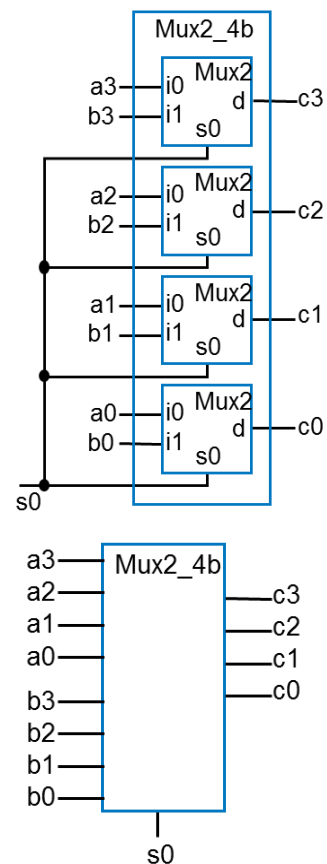 Mux2_4b
a3 i0 Mux2
b3 i1 d c3
s0
a2 i0 Mux2
b2 i1 d c2
s0
a1 i0 Mux2
b1 i1 d c1
s0
a0 i0 Mux2
b0 i1 d c0
s0
s0
Mux2_4b
a3
a2
a1
a0
b3
b2
b1
b0
c3
c2
c1
c0
s0